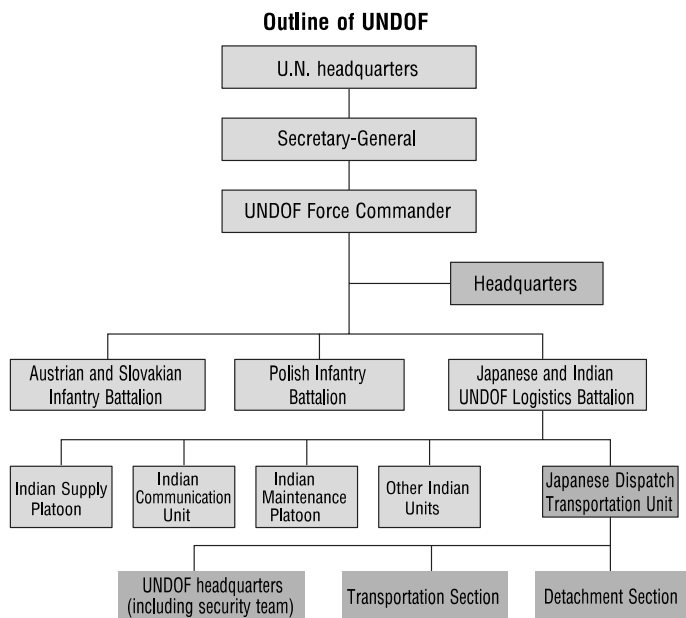 Outline of UNDOF
U.N. headquarters
Secretary-General
UNDOF Force Commander
Headquarters
Austrian and Slovakian
Infantry Battalion
Polish Infantry
Battalion
Japanese and Indian
UNDOF Logistics Battalion
Indian Supply
Platoon
Indian
Communication
Unit
Indian
Maintenance
Platoon
Other Indian
Units
Japanese Dispatch
Transportation Unit
UNDOF headquarters
(including security team)
Transportation Section
Detachment Section